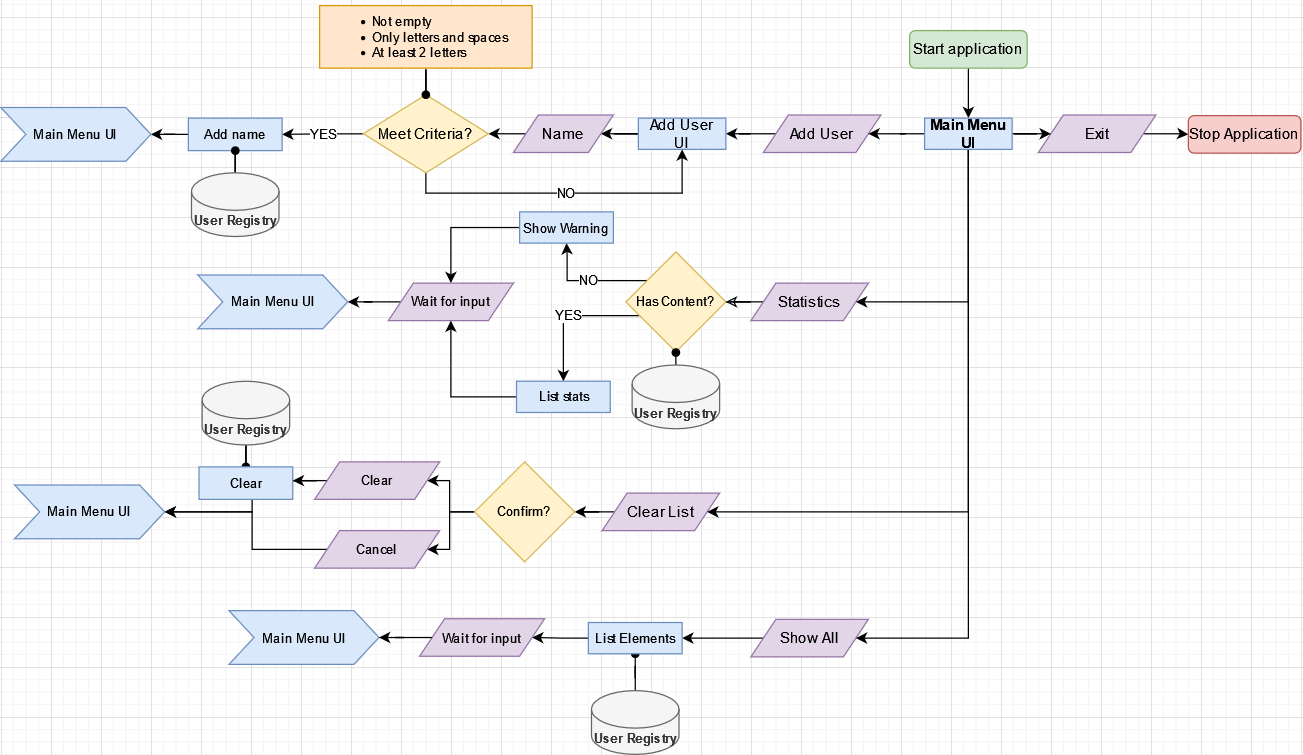 • Not empty
• Only letters and spaces
• At least 2 letters
Start application
Main Menu UI
Add name
YES
Meet Criteria?
Name
Add User
UI
Add User
Main Menu
UI
Exit
Stop Application
NO
User Registry
Show Warning
NO
Main Menu UI
Wait for input
Has Content?
Statistics
YES
List stats
User Registry
User Registry
Clear
Clear
Main Menu UI
Confirm?
Clear List
Cancel
Main Menu UI
Wait for input
List Elements
Show All
User Registry